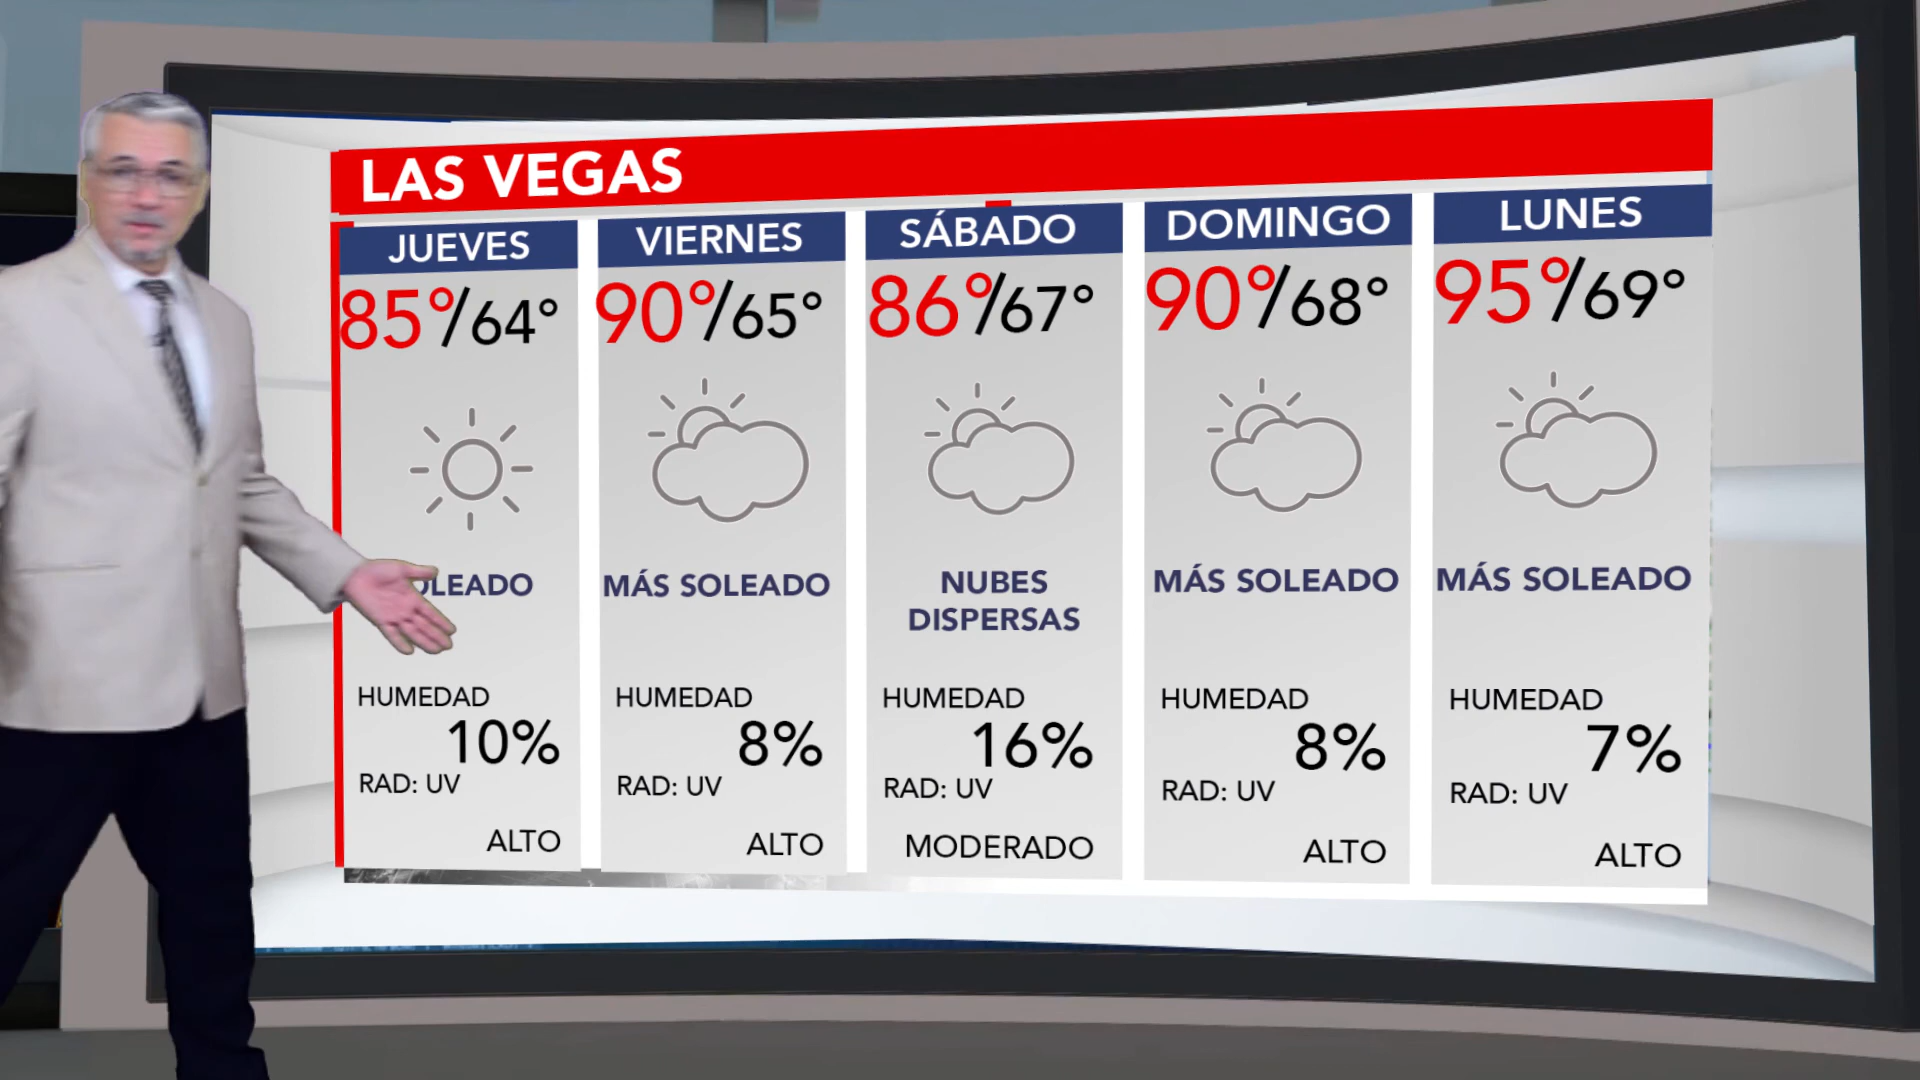 LAS VEGAS
JUEVES
85°/64°
OLEADO
HUMEDAD
10%
RAD: UV
ALTO
VIERNES
90°/65°
MÁS SOLEADO
HUMEDAD
8%
RAD: UV
ALTO
SÁBADO
86°/67°
NUBES
DISPERSAS
HUMEDAD
16%
RAD: UV
MODERADO
DOMINGO
90°/68°
MÁS SOLEADO
HUMEDAD
8%
RAD: UV
ALTO
LUNES
95°/69°
MÁS SOLEADO
HUMEDAD
7%
RAD: UV
ALTO